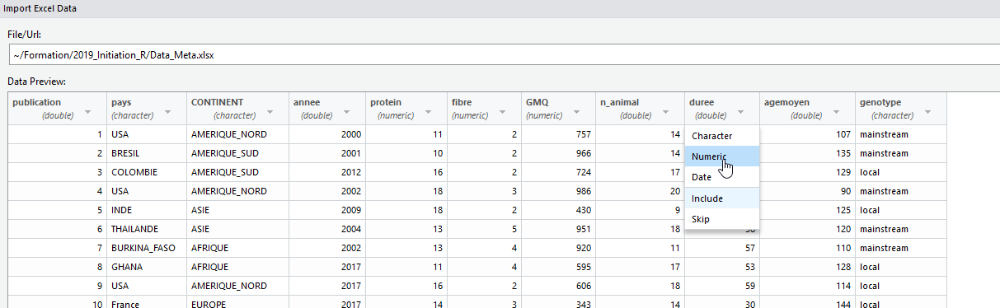 Import Excel Data
File/Url:
~/Formation/2019_Initiation_R/Data_Meta.xlsx
Data Preview:
publication pays CONTINENT annee protein fibre GMQ n_animal duree agemoyen genotype
(double) (character) (character) (double) (numeric) (numeric) (numeric) (double) (double) (double) (character)
1 USA AMERIQUE_NORD 2000 11 2 757 14 Character 107 mainstream
2 BRESIL AMERIQUE_SUD 2001 10 2 966 14 Numeric 135 mainstream
3 COLOMBIE AMERIQUE_SUD 2012 16 2 724 17 Date 129 local
4 USA AMERIQUE_NORD 2002 18 3 986 20 Include 90 mainstream
5 INDE ASIE 2009 18 2 430 9 Skip 125 local
6 THAILANDE ASIE 2004 13 5 951 18 120 mainstream
7 BURKINA_FASO AFRIQUE 2002 13 4 920 11 57 110 mainstream
8 GHANA AFRIQUE 2017 11 4 595 17 53 128 local
9 USA AMERIQUE_NORD 2017 16 2 606 18 59 114 local
10 France EUROPE 2017 14 3 343 14 30 144 local